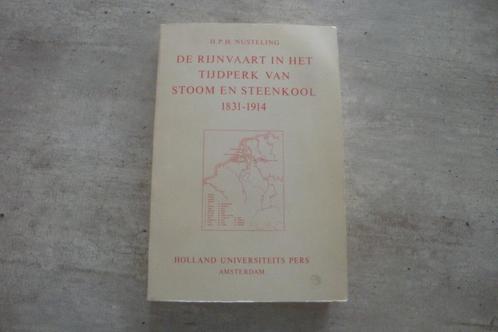 H.P.H. NUSTELING
DE RIJNVAART IN HET
TIJDPERK VAN
STOOM EN STEENKOOL
1831-1914
HOLLAND UNIVERSITEITS PERS
AMSTERDAM